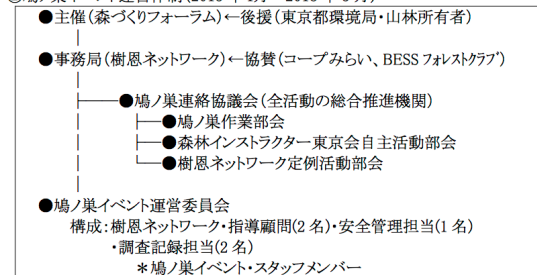 ●主催(森づくりフォーラム)←後援(東京都環境局・山林所有者)
●事務局(樹恩ネットワーク)←協賛(コープみらい、BESS フォレストクラブ)
●鳩ノ巣連絡協議会(全活動の総合推進機関)
●鳩ノ巣作業部会
●森林インストラクター東京会自主活動部会
●樹恩ネットワーク定例活動部会
●鳩ノ巣イベント運営委員会
構成:樹恩ネットワーク・指導顧問(2名)・安全管理担当(1名)
・調査記録担当(2名)
＊鳩ノ巣イベント・スタッフメンバー